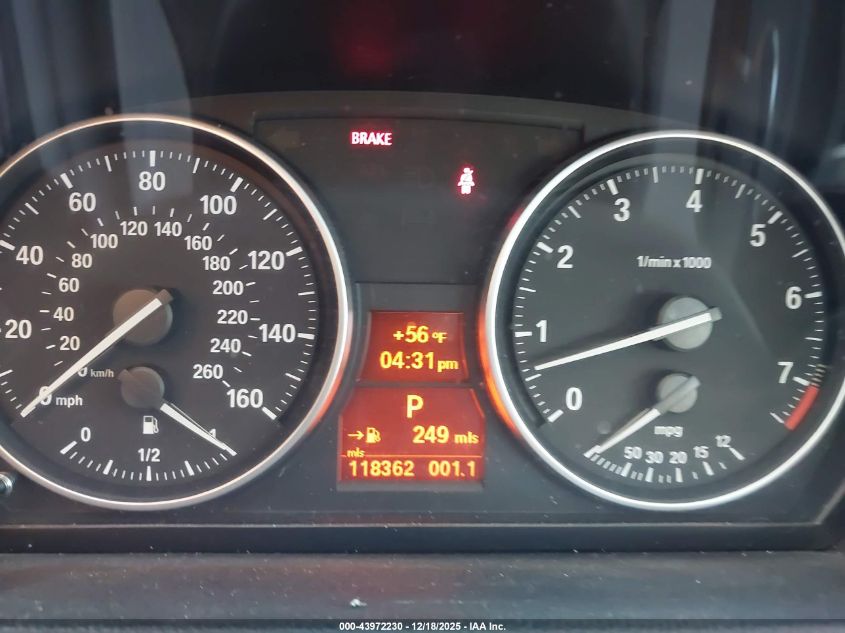 BRAKE
0 20 40 60 80 100 120 140 160
mph
20 40 60 80 100 120 140 160 180 200 220 240 260
km/h
0 1/2 1
+56 °F
04:31 pm
P
249 mls
mls
118362 001.1
0 1 2 3 4 5 6 7
1/min x 1000
mpg
50 30 20 15 12
000-43972230 - 12/18/2025 - IAA Inc.